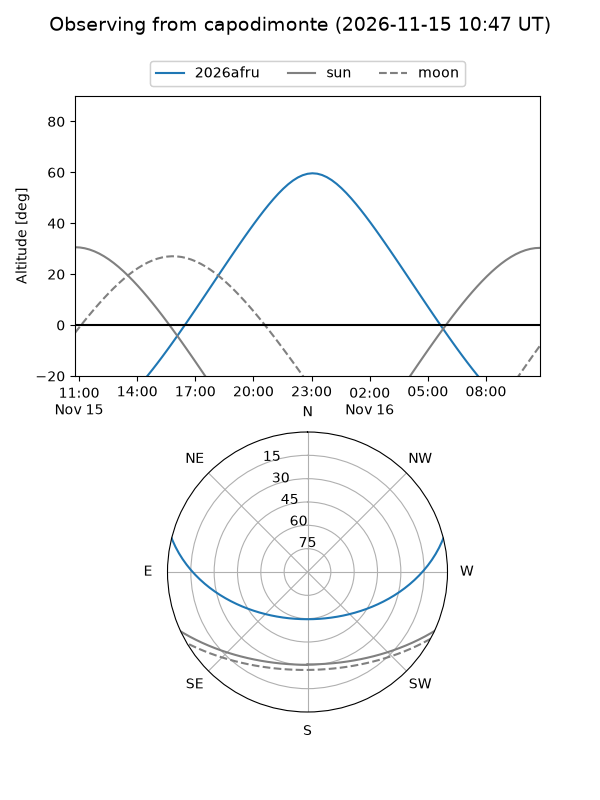 Observing from capodimonte (2026-11-15 10:47 UT)
2026afru sun moon
Altitude [deg]
80
60
40
20
0
−20
11:00 14:00 17:00 20:00 23:00 02:00 05:00 08:00
Nov 15 Nov 16
N
NE NW
15
30
45
60
75
E W
SE SW
S